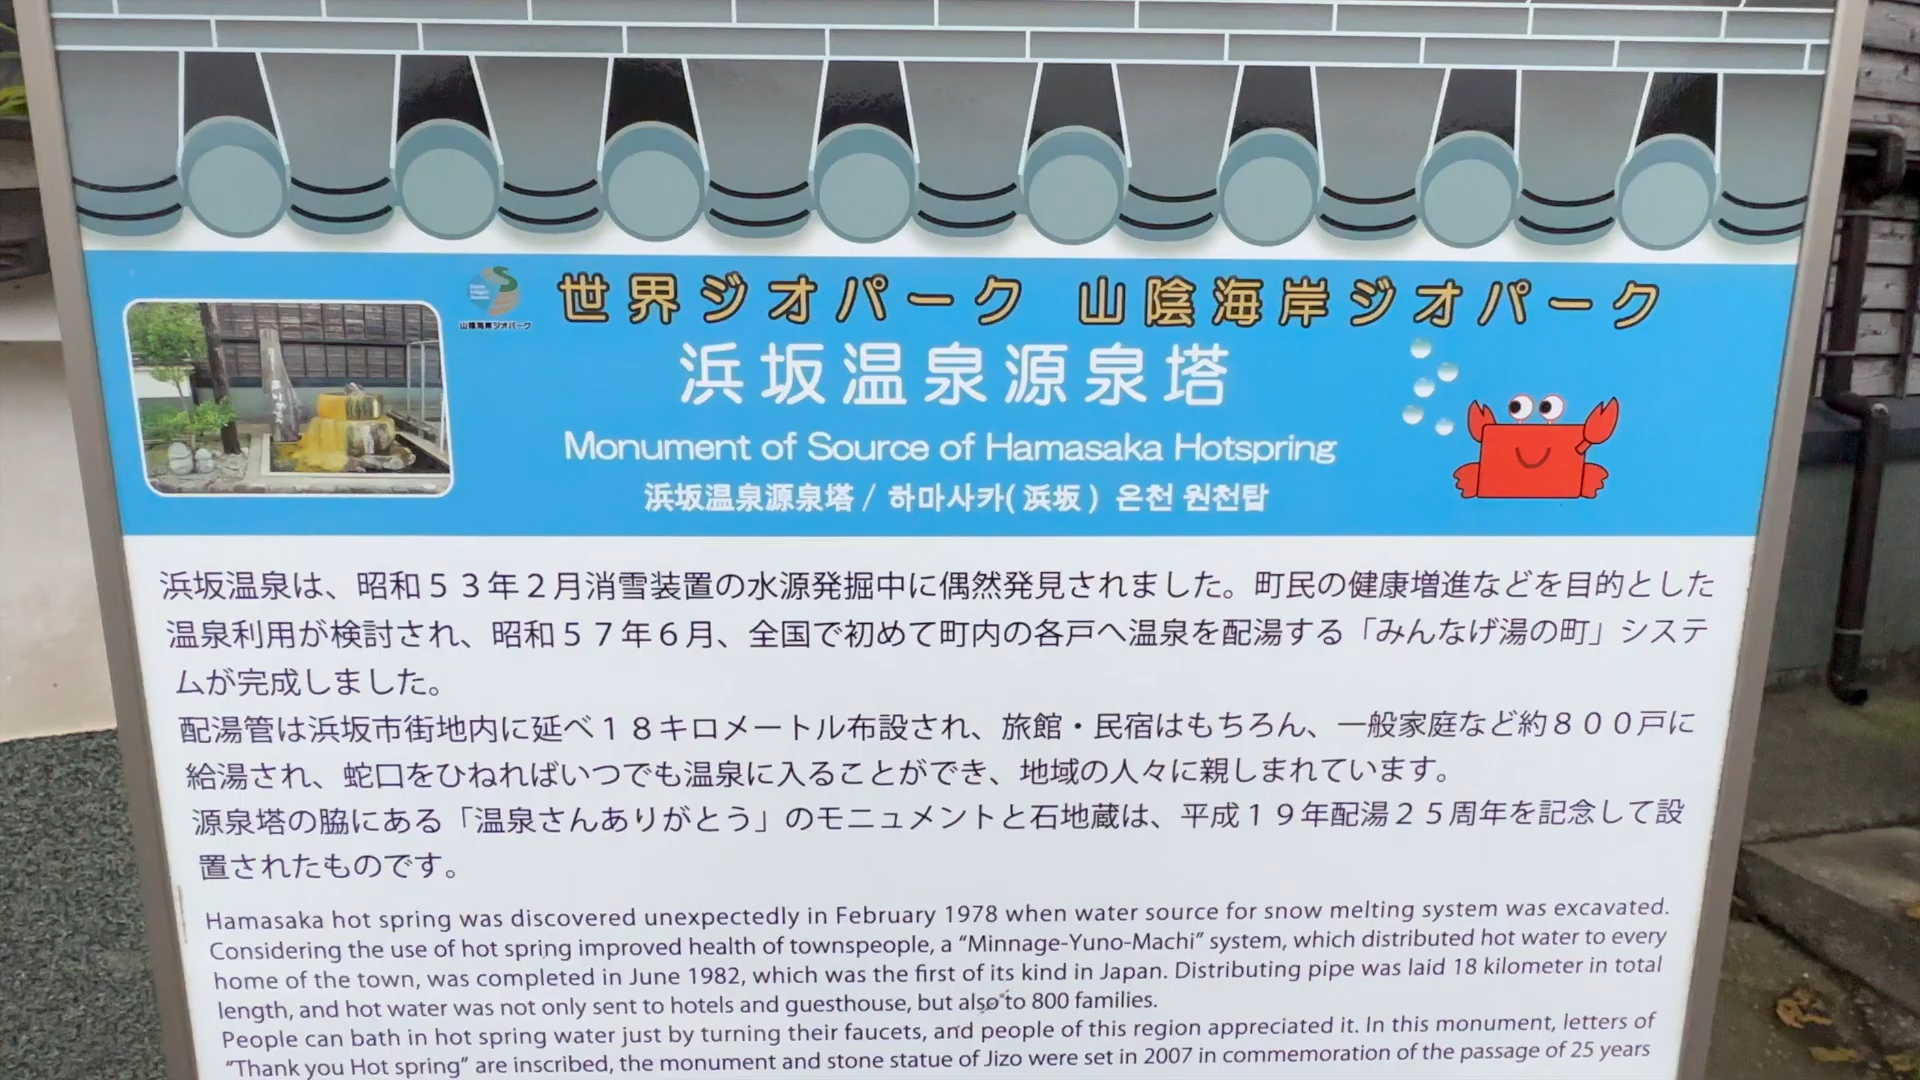 世界ジオパーク 山陰海岸ジオパーク
山陰海岸ジオパーク
浜坂温泉源泉塔
Monument of Source of Hamasaka Hotspring
浜坂温泉源泉塔 / 하마사카(浜坂) 온천 원천탑
浜坂温泉は、昭和５３年２月消雪装置の水源発掘中に偶然発見されました。町民の健康増進などを目的とした
温泉利用が検討され、昭和５７年６月、全国で初めて町内の各戸へ温泉を配湯する「みんなげ湯の町」システ
ムが完成しました。
配湯管は浜坂市街地内に延べ１８キロメートル布設され、旅館・民宿はもちろん、一般家庭など約８００戸に
給湯され、蛇口をひねればいつでも温泉に入ることができ、地域の人々に親しまれています。
源泉塔の脇にある「温泉さんありがとう」のモニュメントと石地蔵は、平成１９年配湯２５周年を記念して設
置されたものです。
Hamasaka hot spring was discovered unexpectedly in February 1978 when water source for snow melting system was excavated.
Considering the use of hot spring improved health of townspeople, a “Minnage-Yuno-Machi” system, which distributed hot water to every
home of the town, was completed in June 1982, which was the first of its kind in Japan. Distributing pipe was laid 18 kilometer in total
length, and hot water was not only sent to hotels and guesthouse, but also to 800 families.
People can bath in hot spring water just by turning their faucets, and people of this region appreciated it. In this monument, letters of
“Thank you Hot spring” are inscribed, the monument and stone statue of Jizo were set in 2007 in commemoration of the passage of 25 years